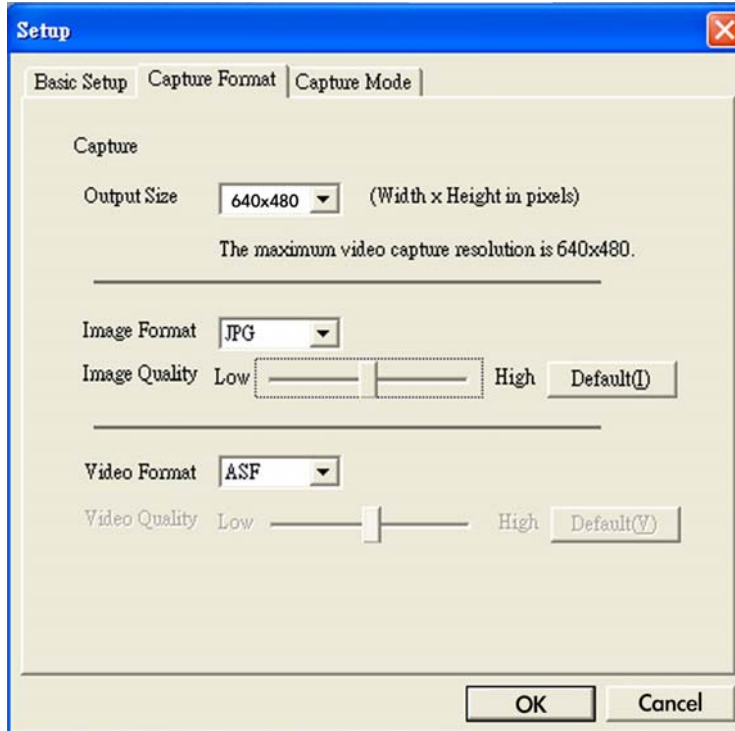 Setup
Basic Setup Capture Format Capture Mode
Capture
Output Size 640x480 (Width x Height in pixels)
The maximum video capture resolution is 640x480.
Image Format JPG
Image Quality Low High Default(I)
Video Format ASF
Video Quality Low High Default(V)
OK Cancel